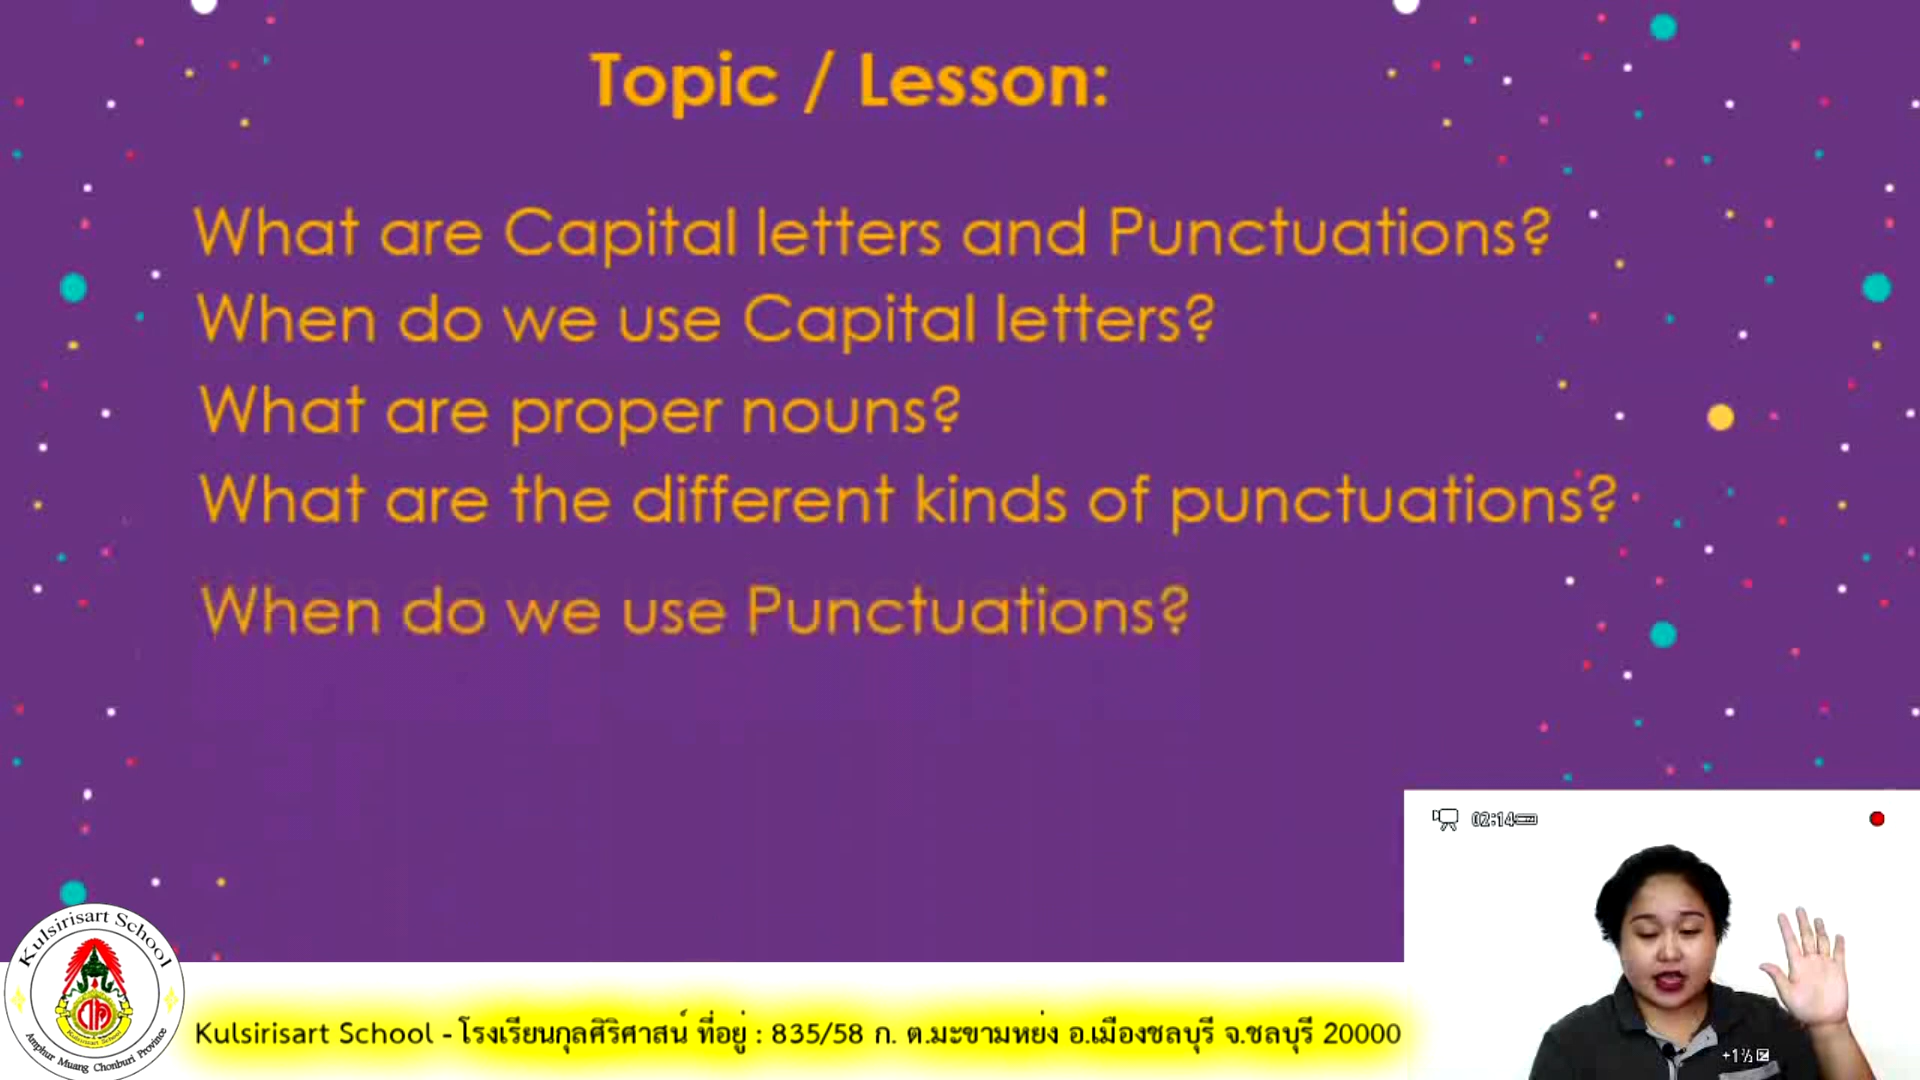 Topic / Lesson:
What are Capital letters and Punctuations?
When do we use Capital letters?
What are proper nouns?
What are the different kinds of punctuations?
When do we use Punctuations?
02:14
Kulsirisart School
Amphur Muang Chonburi Province
Kulsirisart School - โรงเรียนกุลศิริศาสน์ ที่อยู่ : 835/58 ก. ต.มะขามหย่ง อ.เมืองชลบุรี จ.ชลบุรี 20000
+1⅓